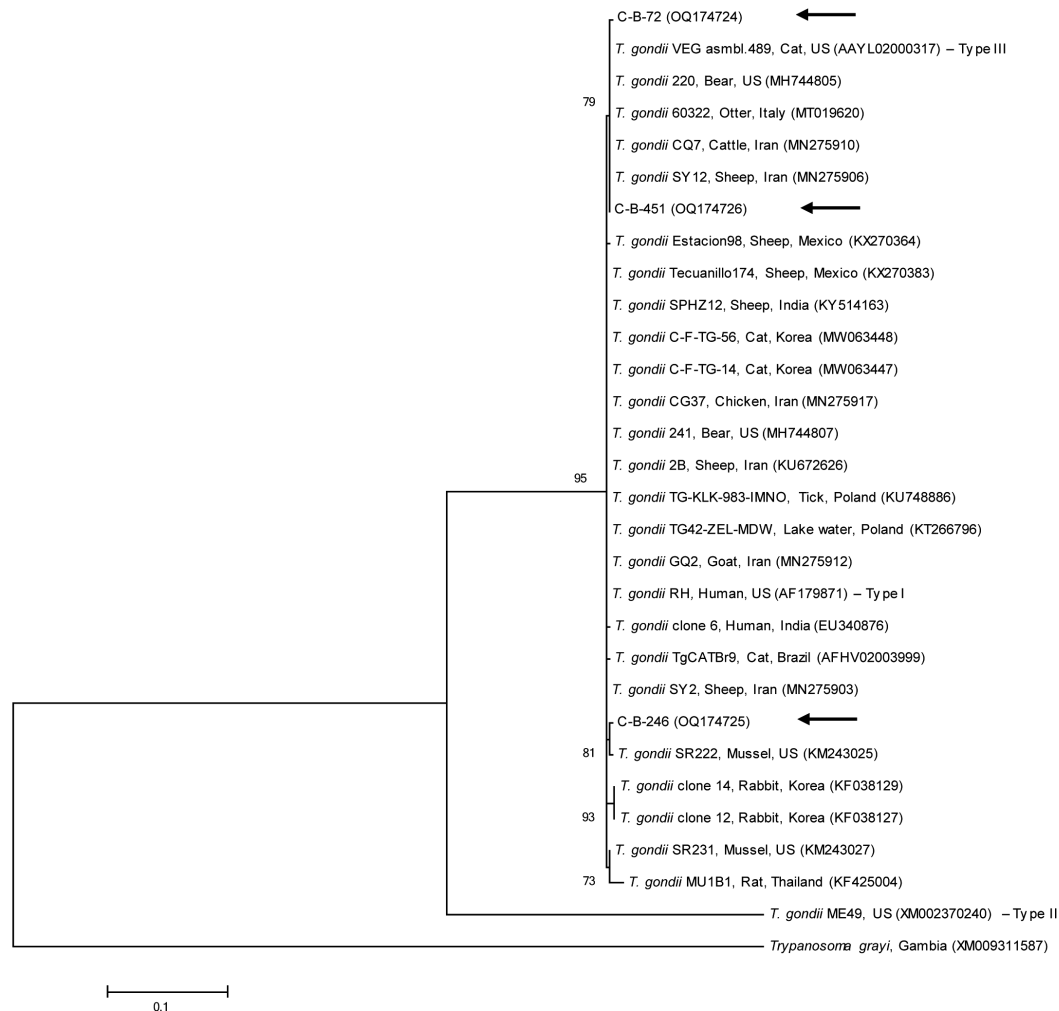 C-B-72 (OQ174724)
T. gondii VEG asmbl.489, Cat, US (AAYL02000317) – Type III
T. gondii 220, Bear, US (MH744805)
79
T. gondii 60322, Otter, Italy (MT019620)
T. gondii CQ7, Cattle, Iran (MN275910)
T. gondii SY12, Sheep, Iran (MN275906)
C-B-451 (OQ174726)
T. gondii Estacion98, Sheep, Mexico (KX270364)
T. gondii Tecuanillo174, Sheep, Mexico (KX270383)
T. gondii SPHZ12, Sheep, India (KY514163)
T. gondii C-F-TG-56, Cat, Korea (MW063448)
T. gondii C-F-TG-14, Cat, Korea (MW063447)
T. gondii CG37, Chicken, Iran (MN275917)
T. gondii 241, Bear, US (MH744807)
T. gondii 2B, Sheep, Iran (KU672626)
95
T. gondii TG-KLK-983-IMNO, Tick, Poland (KU748886)
T. gondii TG42-ZEL-MDW, Lake water, Poland (KT266796)
T. gondii GQ2, Goat, Iran (MN275912)
T. gondii RH, Human, US (AF179871) – Type I
T. gondii clone 6, Human, India (EU340876)
T. gondii TgCATBr9, Cat, Brazil (AFHV02003999)
T. gondii SY2, Sheep, Iran (MN275903)
C-B-246 (OQ174725)
81
T. gondii SR222, Mussel, US (KM243025)
T. gondii clone 14, Rabbit, Korea (KF038129)
93
T. gondii clone 12, Rabbit, Korea (KF038127)
T. gondii SR231, Mussel, US (KM243027)
73
T. gondii MU1B1, Rat, Thailand (KF425004)
T. gondii ME49, US (XM002370240) – Type II
Trypanosoma grayi, Gambia (XM009311587)
0.1